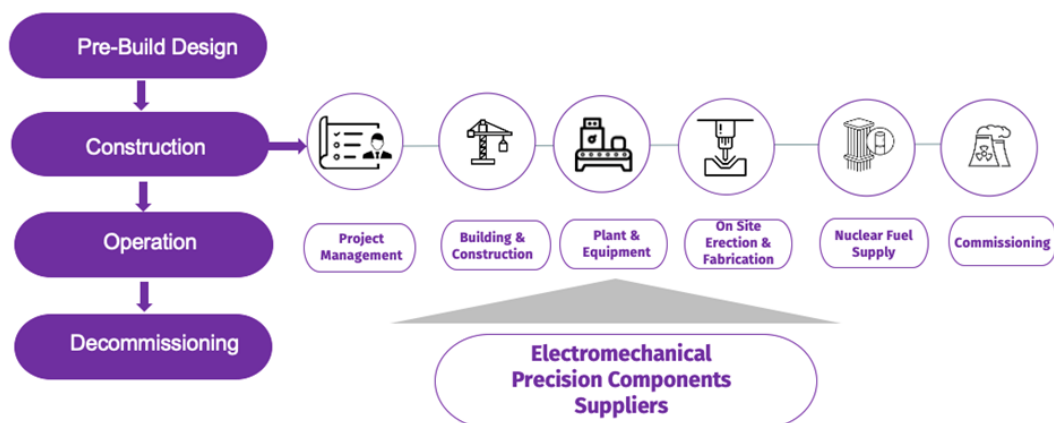 Pre-Build Design
Construction
Operation
Decommissioning
Project
Management
Building &
Construction
Plant &
Equipment
On Site
Erection &
Fabrication
Nuclear Fuel
Supply
Commissioning
Electromechanical
Precision Components
Suppliers